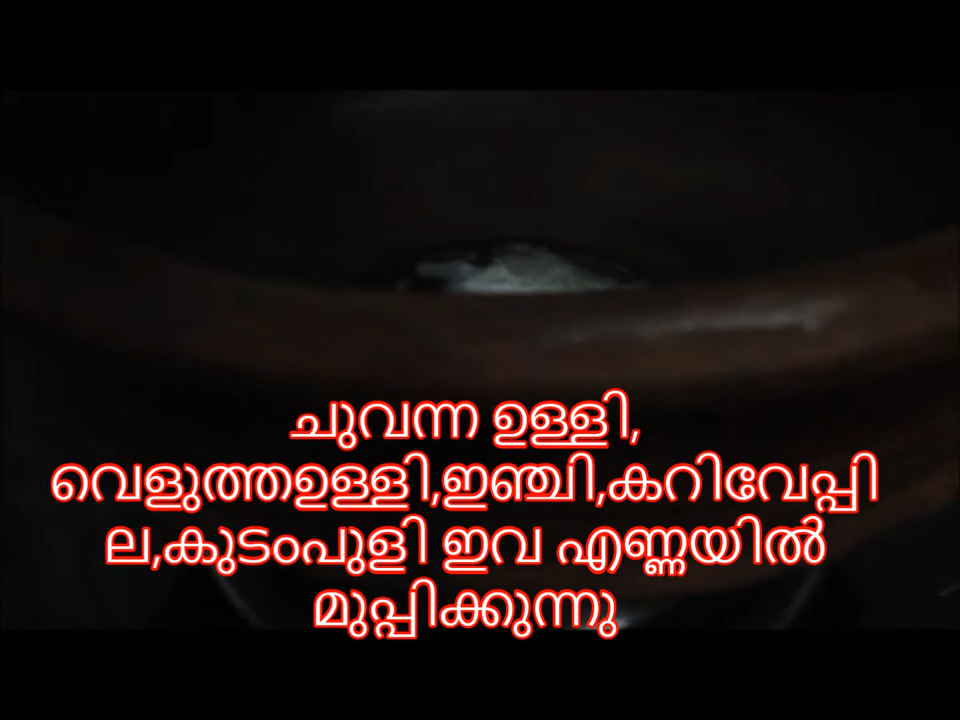 ചുവന്ന ഉള്ളി,
വെളുത്തഉള്ളി,ഇഞ്ചി,കറിവേപ്പി
ല,കുടംപുളി ഇവ എണ്ണയിൽ
മുപ്പിക്കുന്നു